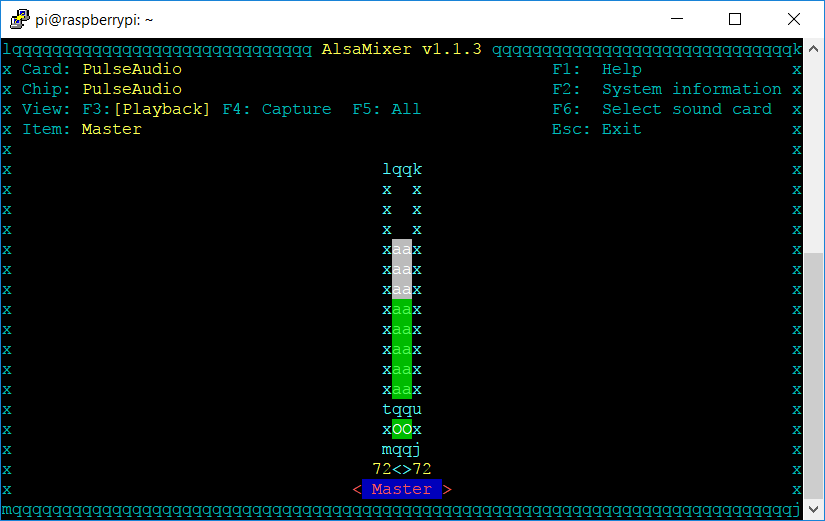 pi@raspberrypi: ~
lqqqqqqqqqqqqqqqqqqqqqqqqqqqqqq AlsaMixer v1.1.3 qqqqqqqqqqqqqqqqqqqqqqqqqqqqqqk
x Card: PulseAudio                                     F1:  Help               x
x Chip: PulseAudio                                     F2:  System information x
x View: F3:[Playback] F4: Capture  F5: All             F6:  Select sound card  x
x Item: Master                                         Esc: Exit               x
x                                                                              x
x                                     lqqk                                     x
x                                     x  x                                     x
x                                     x  x                                     x
x                                     x  x                                     x
x                                     xaax                                     x
x                                     xaax                                     x
x                                     xaax                                     x
x                                     xaax                                     x
x                                     xaax                                     x
x                                     xaax                                     x
x                                     xaax                                     x
x                                     xaax                                     x
x                                     tqqu                                     x
x                                     xOOx                                     x
x                                     mqqj                                     x
x                                    72<>72                                    x
x                                  < Master >                                  x
mqqqqqqqqqqqqqqqqqqqqqqqqqqqqqqqqqqqqqqqqqqqqqqqqqqqqqqqqqqqqqqqqqqqqqqqqqqqqqqj